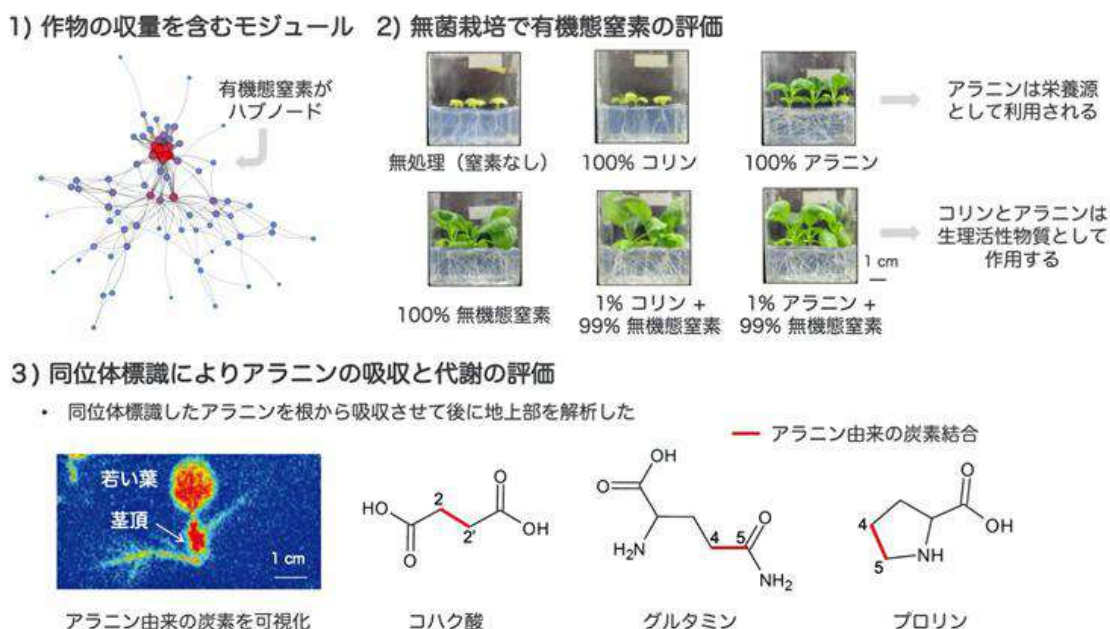 1) 作物の収量を含むモジュール
2) 無菌栽培で有機態窒素の評価
有機態窒素が
ハブノード
無処理（窒素なし）
100% コリン
100% アラニン
アラニンは栄養源
として利用される
100% 無機態窒素
1% コリン +
99% 無機態窒素
1% アラニン +
99% 無機態窒素
1 cm
コリンとアラニンは
生理活性物質として
作用する
3) 同位体標識によりアラニンの吸収と代謝の評価
• 同位体標識したアラニンを根から吸収させて後に地上部を解析した
アラニン由来の炭素結合
若い葉
茎頂
1 cm
アラニン由来の炭素を可視化
HO
O
2
2'
O
OH
コハク酸
OH
O
H₂N
4
5
O
NH₂
グルタミン
4
5
NH
O
OH
プロリン